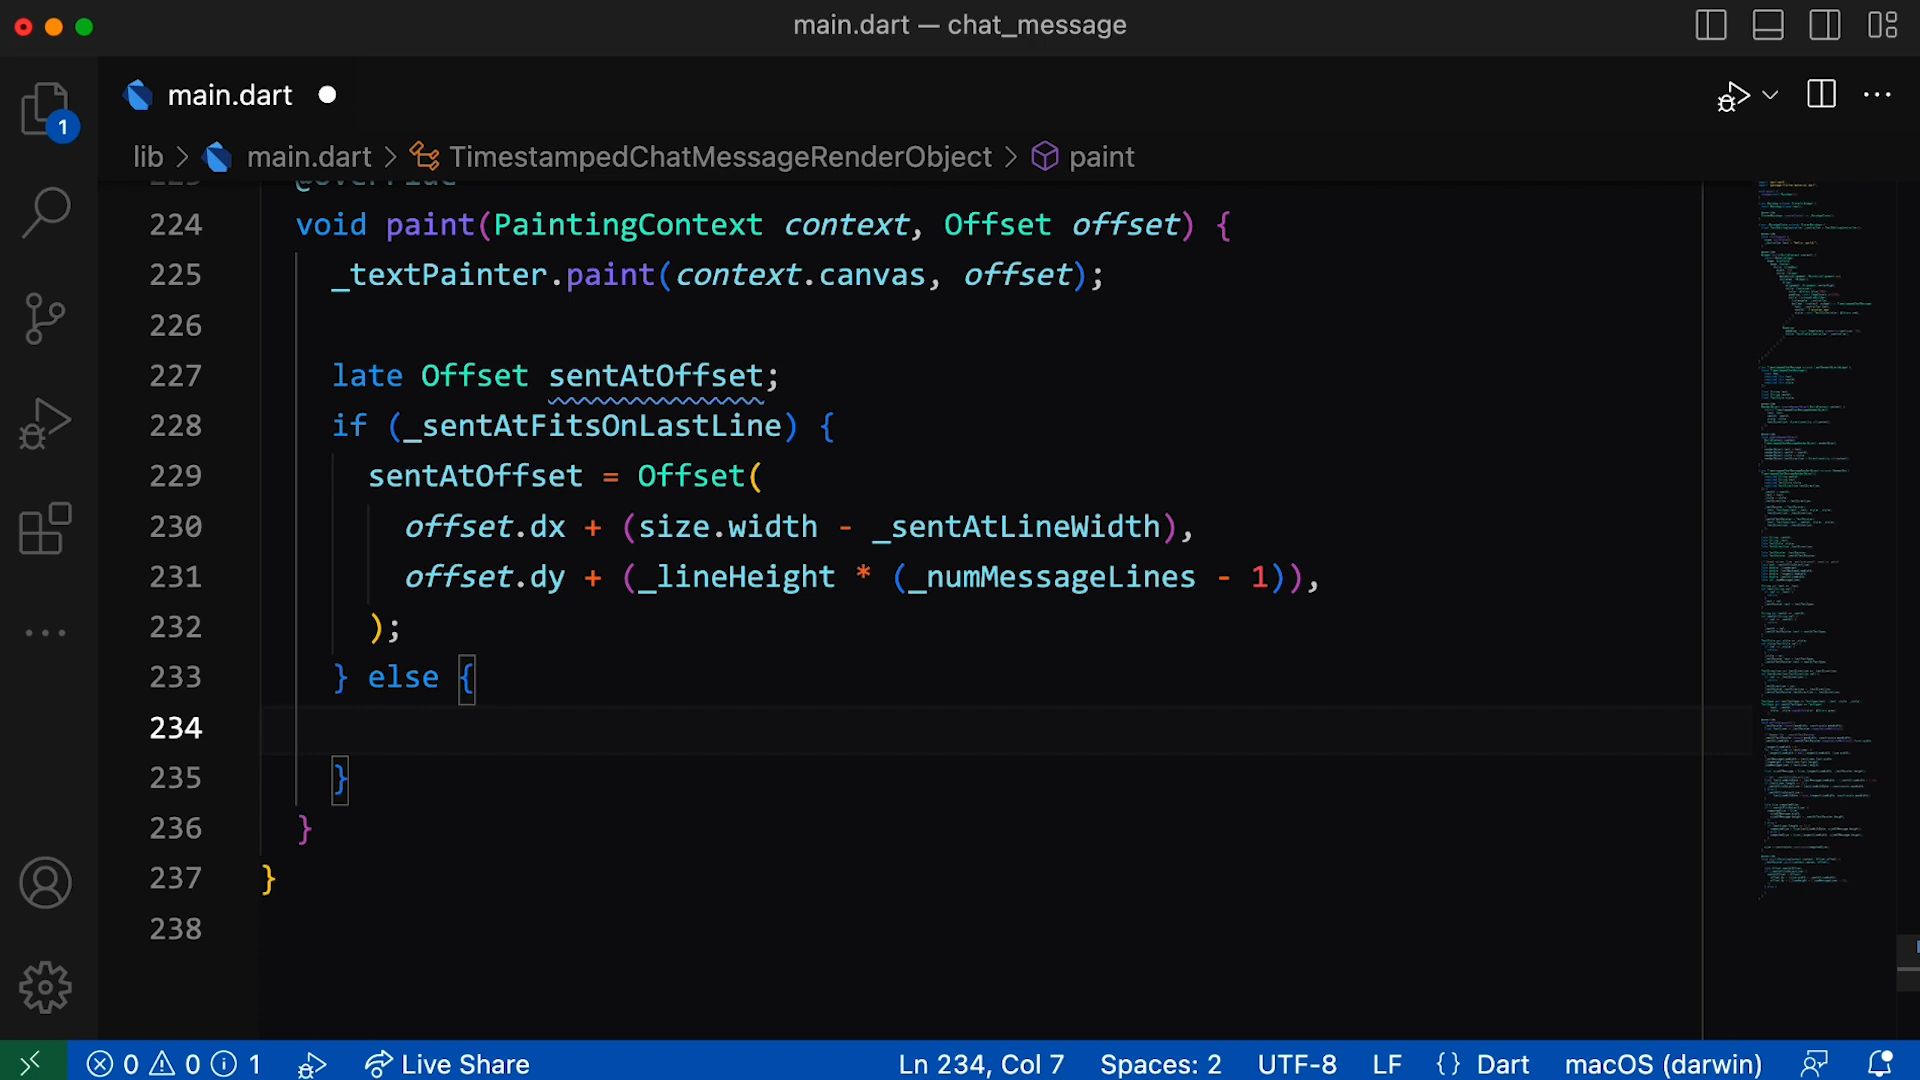 main.dart — chat_message
main.dart
1
lib > main.dart > TimestampedChatMessageRenderObject > paint
224 void paint(PaintingContext context, Offset offset) {
225 _textPainter.paint(context.canvas, offset);
226
227 late Offset sentAtOffset;
228 if (_sentAtFitsOnLastLine) {
229 sentAtOffset = Offset(
230 offset.dx + (size.width - _sentAtLineWidth),
231 offset.dy + (_lineHeight * (_numMessageLines - 1)),
232 );
233 } else {
234
235 }
236 }
237 }
238
0 0 1 Live Share Ln 234, Col 7 Spaces: 2 UTF-8 LF {} Dart macOS (darwin)